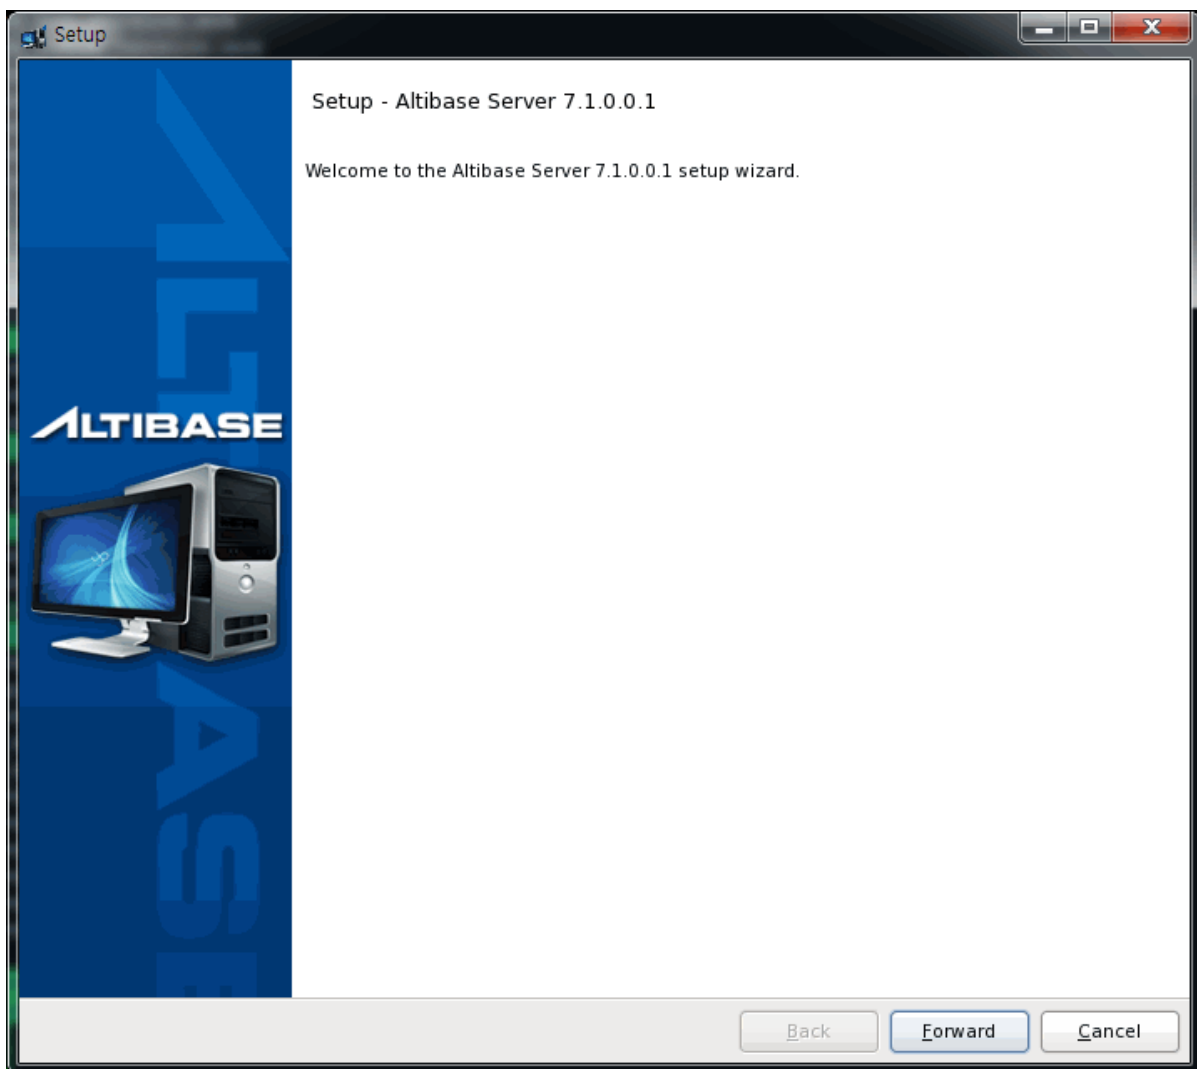 Setup
Setup - Altibase Server 7.1.0.0.1
Welcome to the Altibase Server 7.1.0.0.1 setup wizard.
ALTIBASE
ALTIBASE
Back
Forward
Cancel